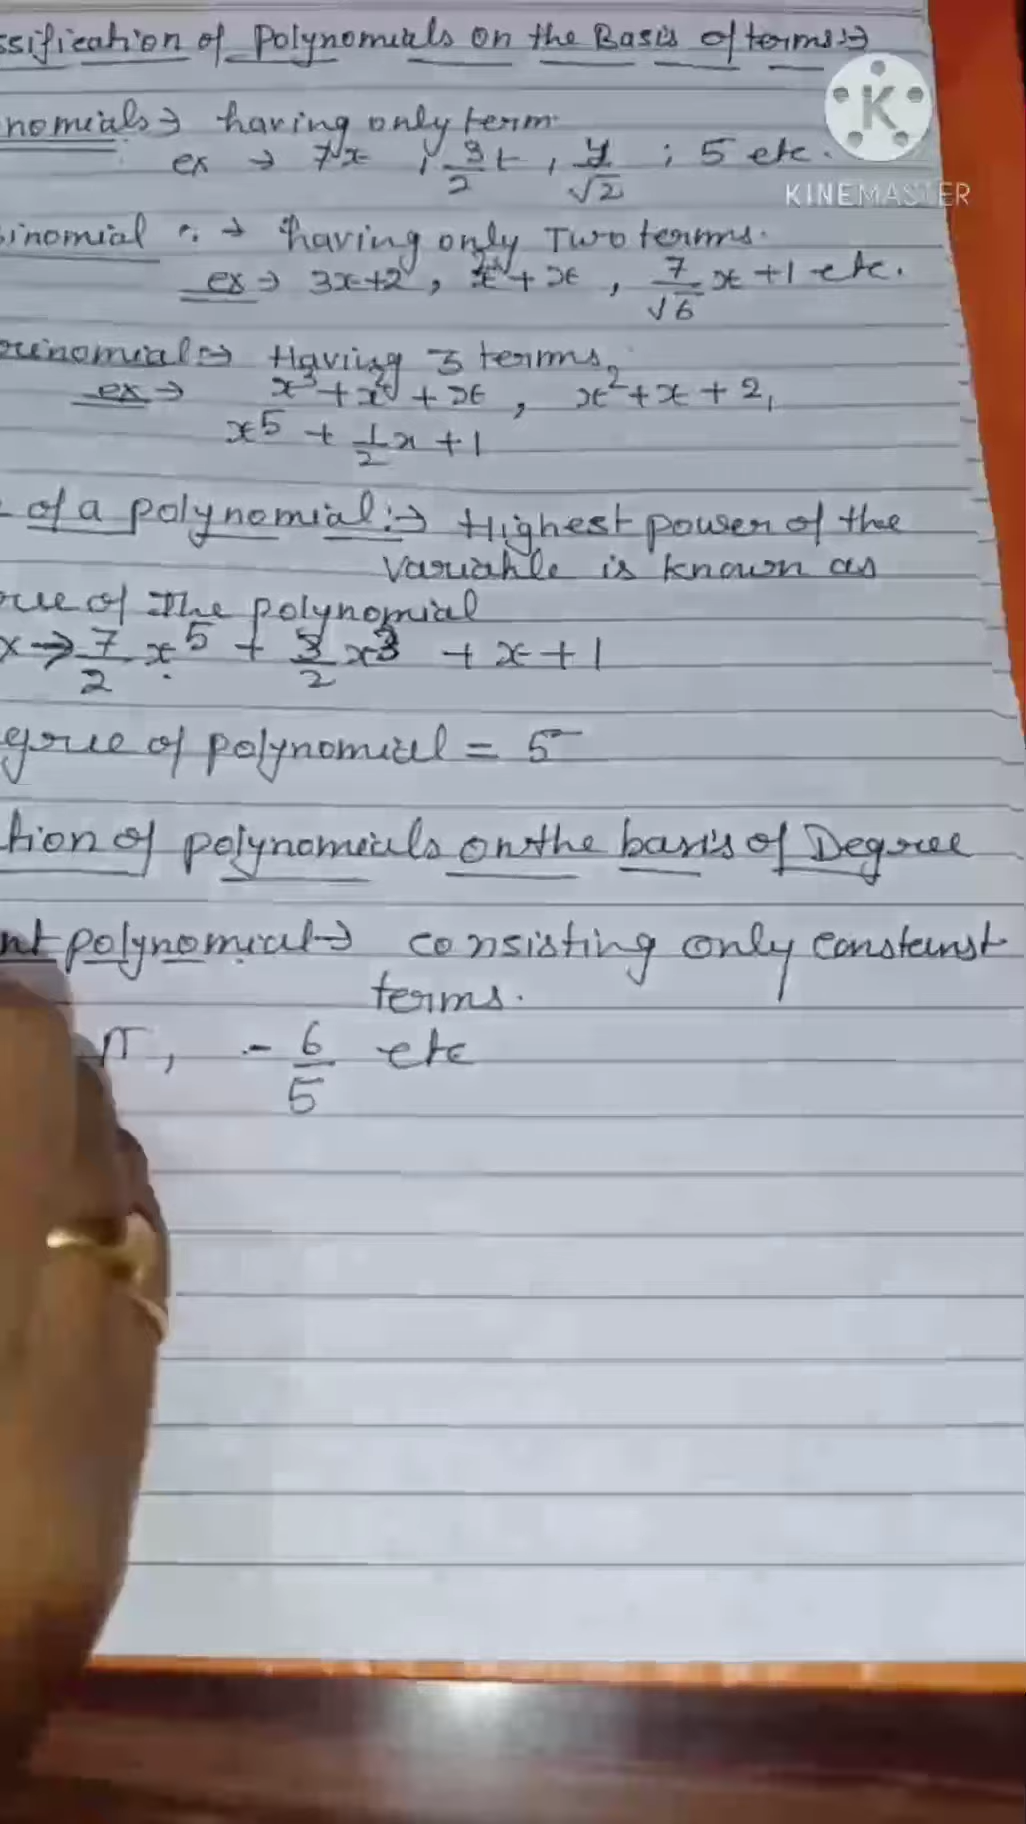 ssification of Polynomials on the Basis of terms :→
K
KINEMASTER
nomials → having only term.
ex → 7x , 3/2 t , y/√2 ; 5 etc.
inomial :. → having only Two terms.
ex → 3x+2 , + x , 7/√6 x +1 etc.
rinomial → Having 3 terms,
ex → x³ + x² + x , x² + x + 2,
x⁵ + 1/2 x + 1
of a polynomial :→ Highest power of the
variable is known as
ree of The polynomial
x → 7/2 x⁵ + 3/2 x³ + x + 1
egree of polynomial = 5
tion of polynomials on the basis of Degree
nt polynomial → consisting only constant
terms.
π , - 6/5 etc